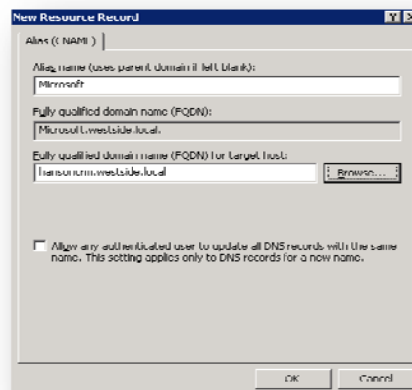 New Resource Record
Alias (CNAME)
Alias name (uses parent domain if left blank):
Microsoft
Fully qualified domain name (FQDN):
Microsoft.westside.local.
Fully qualified domain name (FQDN) for target host:
hansoncrm.westside.local
Browse...
Allow any authenticated user to update all DNS records with the same
name. This setting applies only to DNS records for a new name.
OK
Cancel